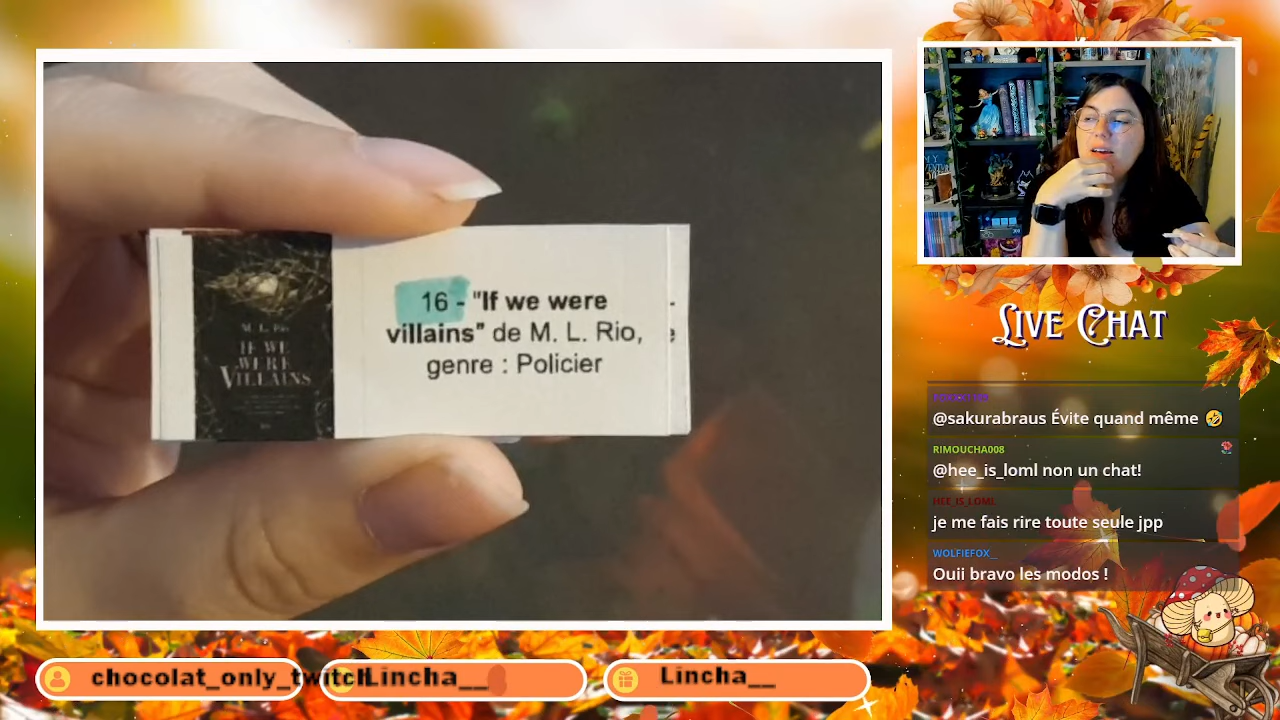 16 - "If we were
villains" de M. L. Rio,
genre : Policier
M. L. Rio
IF WE
WERE
VILLAINS
LIVE CHAT
@sakurabraus Évite quand même 🤣
RIMOUCHA008
@hee_is_loml non un chat!
HEE_IS_LOML
je me fais rire toute seule jpp
WOLFIEFOX__
Ouii bravo les modos !
chocolat_only_twitch
Lincha__
Lincha__